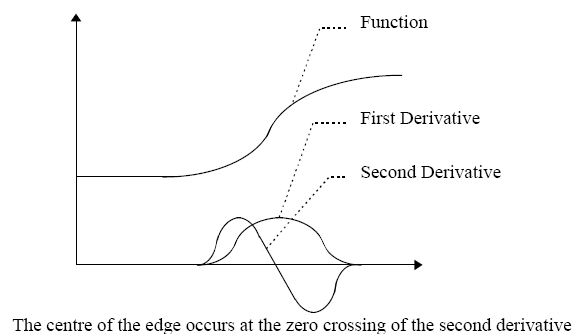 Function
First Derivative
Second Derivative
The centre of the edge occurs at the zero crossing of the second derivative